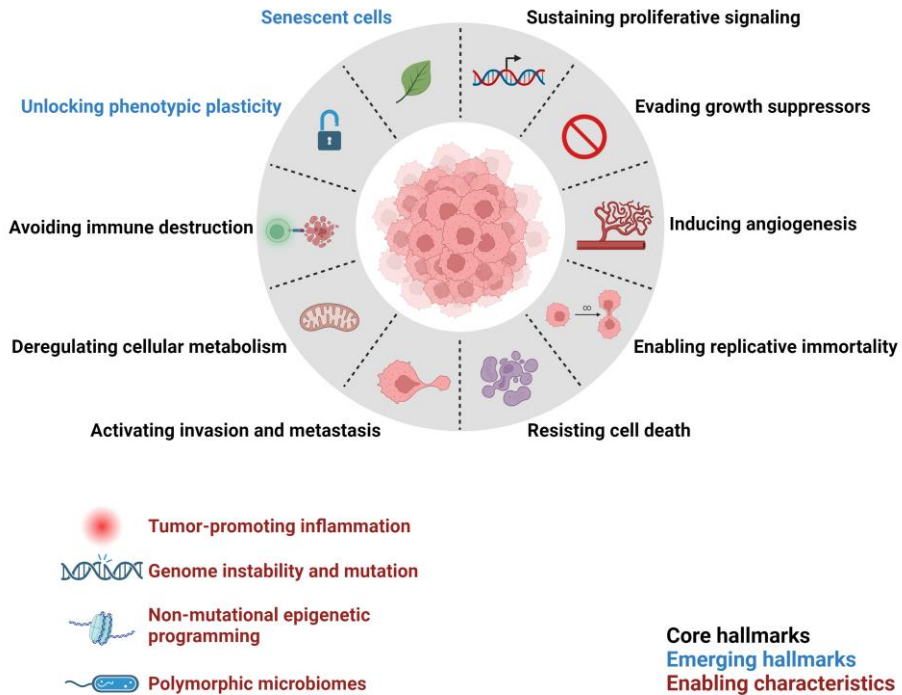 Senescent cells
Sustaining proliferative signaling
Unlocking phenotypic plasticity
Evading growth suppressors
Avoiding immune destruction
Inducing angiogenesis
∞
Deregulating cellular metabolism
Enabling replicative immortality
Activating invasion and metastasis
Resisting cell death
Tumor-promoting inflammation
Genome instability and mutation
Non-mutational epigenetic
programming
Polymorphic microbiomes
Core hallmarks
Emerging hallmarks
Enabling characteristics